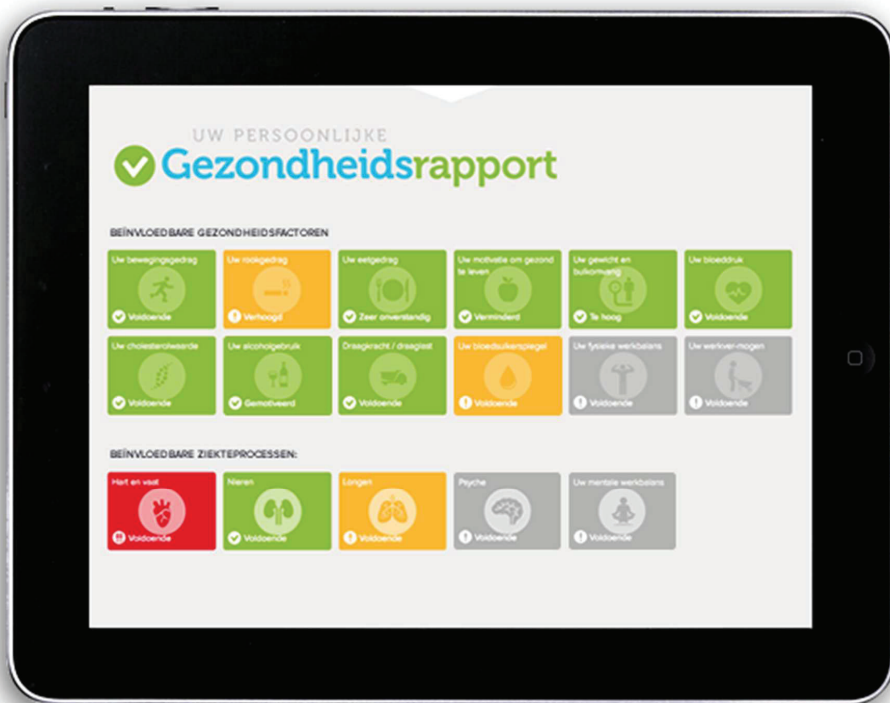 UW PERSOONLIJKE
Gezondheidsrapport
BEÏNVLOEDBARE GEZONDHEIDSFACTOREN
Uw bewegingsgedrag
Voldoende
Uw rookgedrag
Verhoogd
Uw eetgedrag
Zeer onverstandig
Uw motivatie om gezond
te leven
Verminderd
Uw gewicht en
buikomvang
Te hoog
Uw bloeddruk
Voldoende
Uw cholesterolwaarde
Voldoende
Uw alcoholgebruik
Gemotiveerd
Draagkracht / draaglast
Voldoende
Uw bloedsuikerspiegel
Voldoende
Uw fysieke werkbalans
Voldoende
Uw werkver-mogen
Voldoende
BEÏNVLOEDBARE ZIEKTEPROCESSEN:
Hart en vaat
Voldoende
Nieren
Voldoende
Longen
Voldoende
Psyche
Voldoende
Uw mentale werkbalans
Voldoende